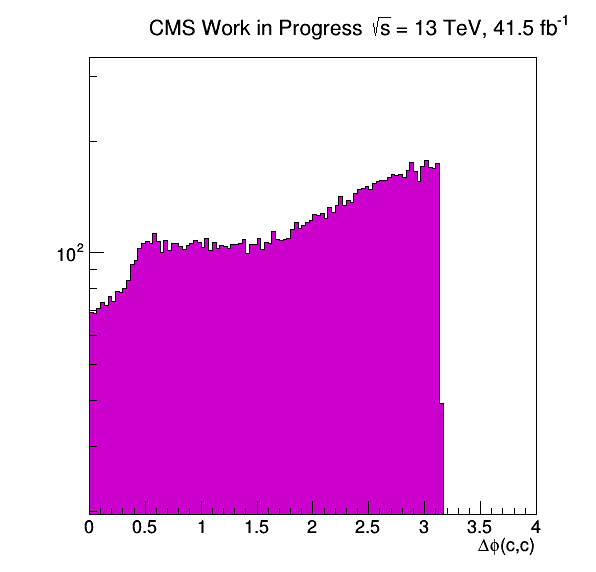 CMS Work in Progress √s = 13 TeV, 41.5 fb⁻¹
10²
0 0.5 1 1.5 2 2.5 3 3.5 4
Δϕ(c,c)